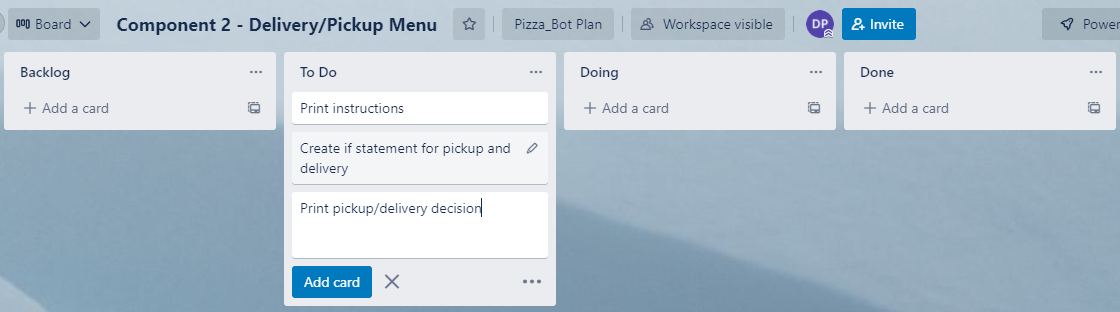 Board
Component 2 - Delivery/Pickup Menu
Pizza_Bot Plan
Workspace visible
DP
Invite
Power
Backlog
Add a card
To Do
Print instructions
Create if statement for pickup and
delivery
Print pickup/delivery decision
Add card
Doing
Add a card
Done
Add a card